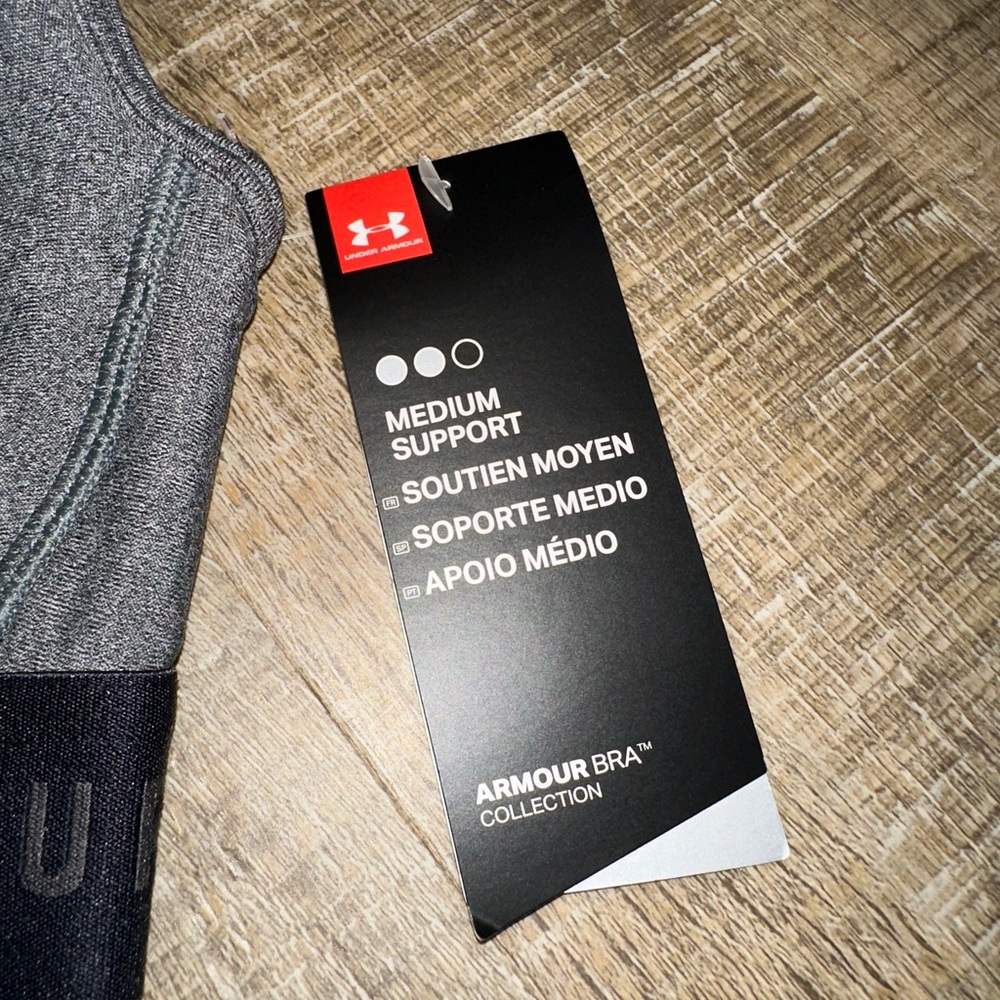 UNDER ARMOUR
MEDIUM
SUPPORT
FR SOUTIEN MOYEN
SP SOPORTE MEDIO
PT APOIO MÉDIO
ARMOUR BRA™
COLLECTION
U